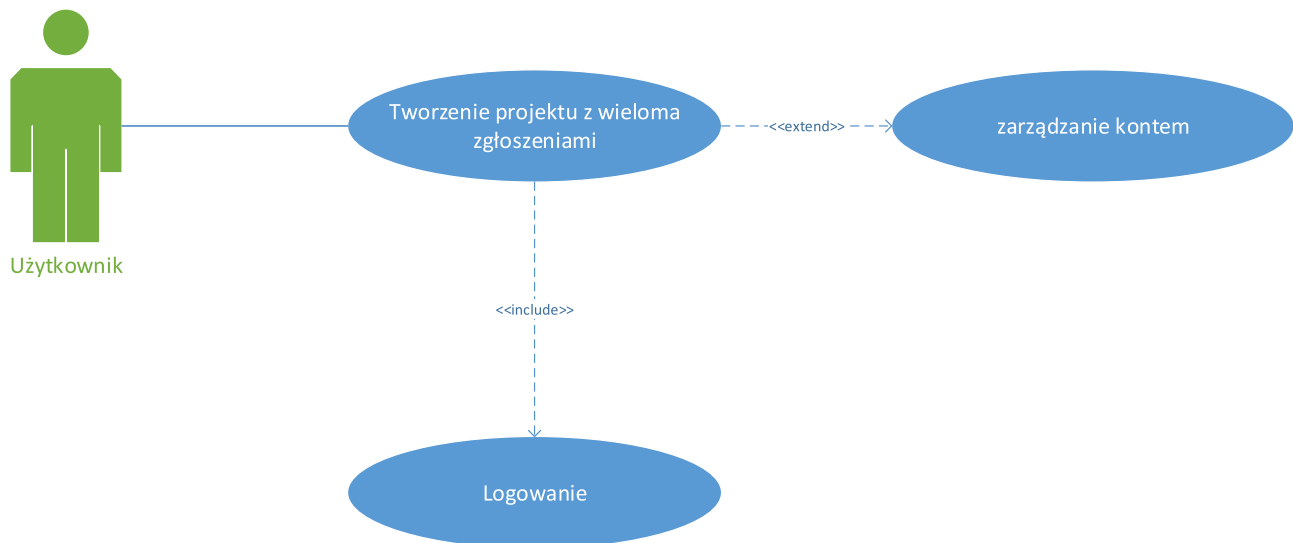 Tworzenie projektu z wieloma
zgłoszeniami
<<extend>>
zarządzanie kontem
Użytkownik
<<include>>
Logowanie